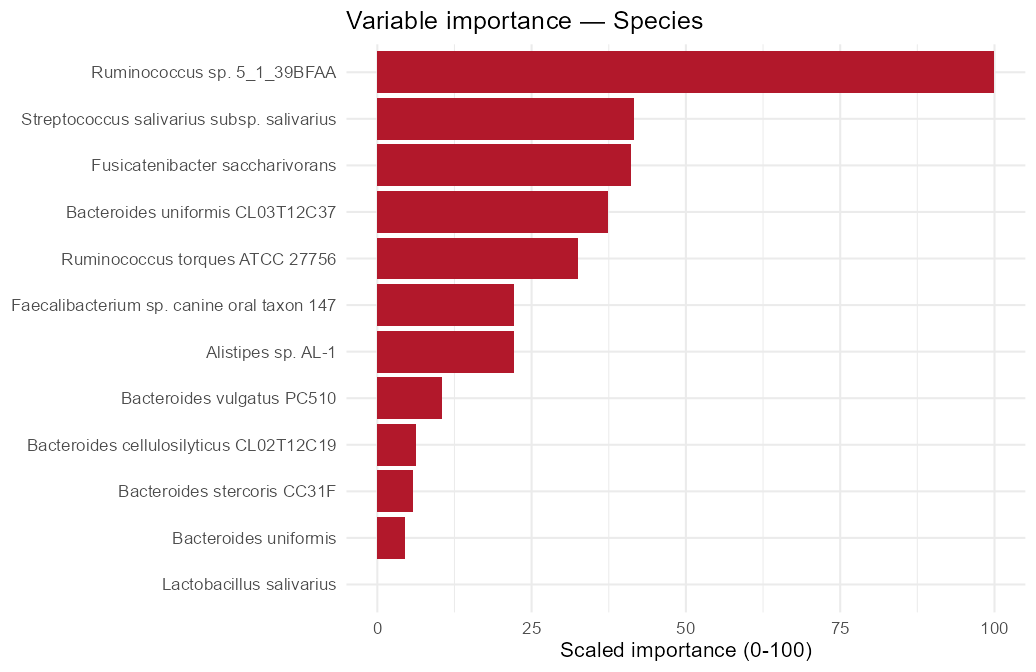 Variable importance — Species
Ruminococcus sp. 5_1_39BFAA
Streptococcus salivarius subsp. salivarius
Fusicatenibacter saccharivorans
Bacteroides uniformis CL03T12C37
Ruminococcus torques ATCC 27756
Faecalibacterium sp. canine oral taxon 147
Alistipes sp. AL-1
Bacteroides vulgatus PC510
Bacteroides cellulosilyticus CL02T12C19
Bacteroides stercoris CC31F
Bacteroides uniformis
Lactobacillus salivarius
0 25 50 75 100
Scaled importance (0-100)